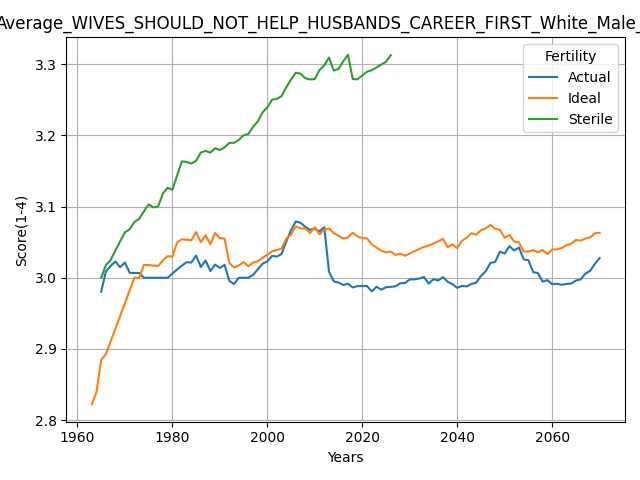 Average_WIVES_SHOULD_NOT_HELP_HUSBANDS_CAREER_FIRST_White_Male_
Fertility
Actual
Ideal
Sterile
Score(1-4)
3.3
3.2
3.1
3.0
2.9
2.8
1960 1980 2000 2020 2040 2060
Years